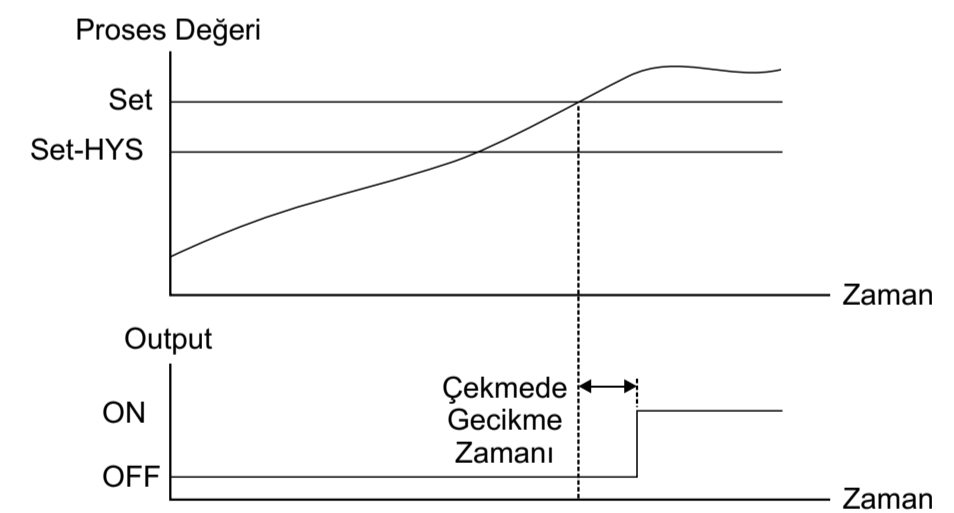 Proses Değeri
Set
Set-HYS
Zaman
Output
Çekmede
Gecikme
Zamanı
ON
OFF
Zaman